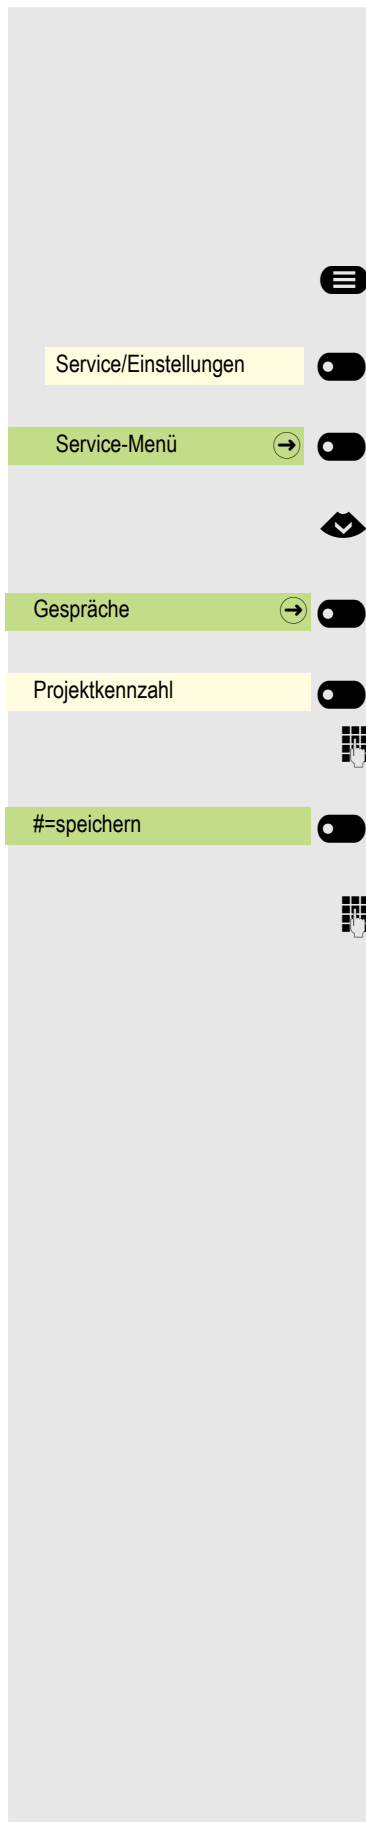 Service/Einstellungen
Service-Menü
Gespräche
Projektkennzahl
#=speichern